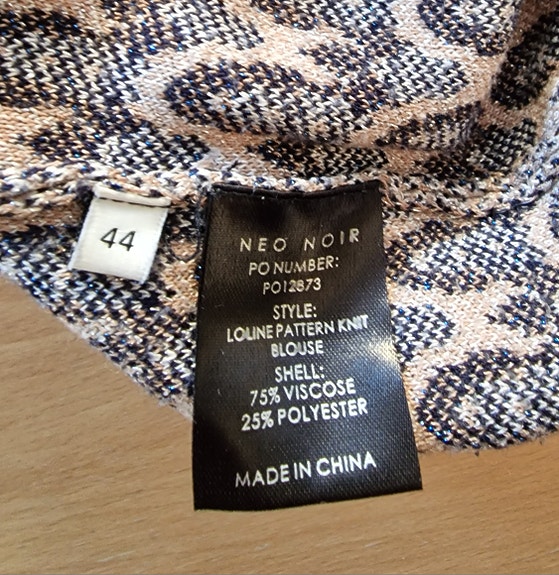 44
NEO NOIR
PO NUMBER:
PO12873
STYLE:
LOLINE PATTERN KNIT
BLOUSE
SHELL:
75% VISCOSE
25% POLYESTER
MADE IN CHINA